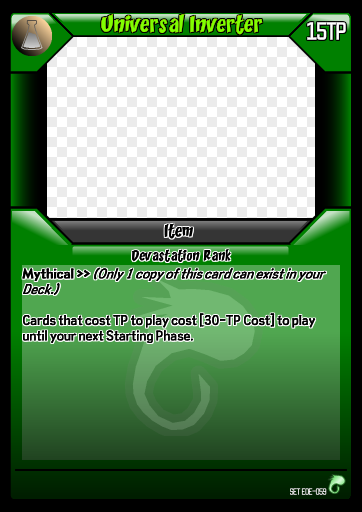 Universal Inverter
15TP
Item
Devastation Rank
Mythical >> (Only 1 copy of this card can exist in your
Deck.)
Cards that cost TP to play cost [30-TP Cost] to play
until your next Starting Phase.
SET EDE-059